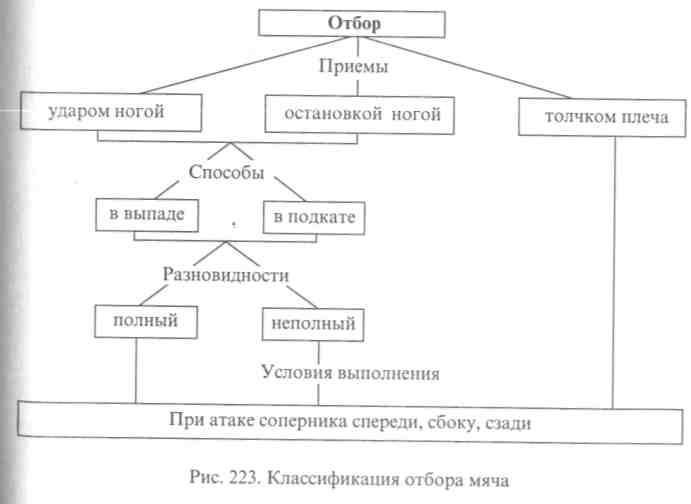 Отбор
Приемы
ударом ногой
остановкой ногой
толчком плеча
Способы
в выпаде
в подкате
Разновидности
полный
неполный
Условия выполнения
При атаке соперника спереди, сбоку, сзади
Рис. 223. Классификация отбора мяча